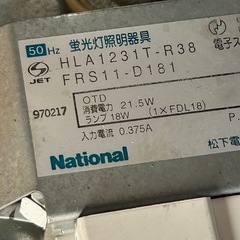 50Hz 蛍光灯照明器具 電子ス
HLA1231T-R38
JET FRS11-D181
970217
OTD
消費電力 21.5W
ランプ 18W (1×FDL18)
入力電流 0.375A
P.
National 松下電